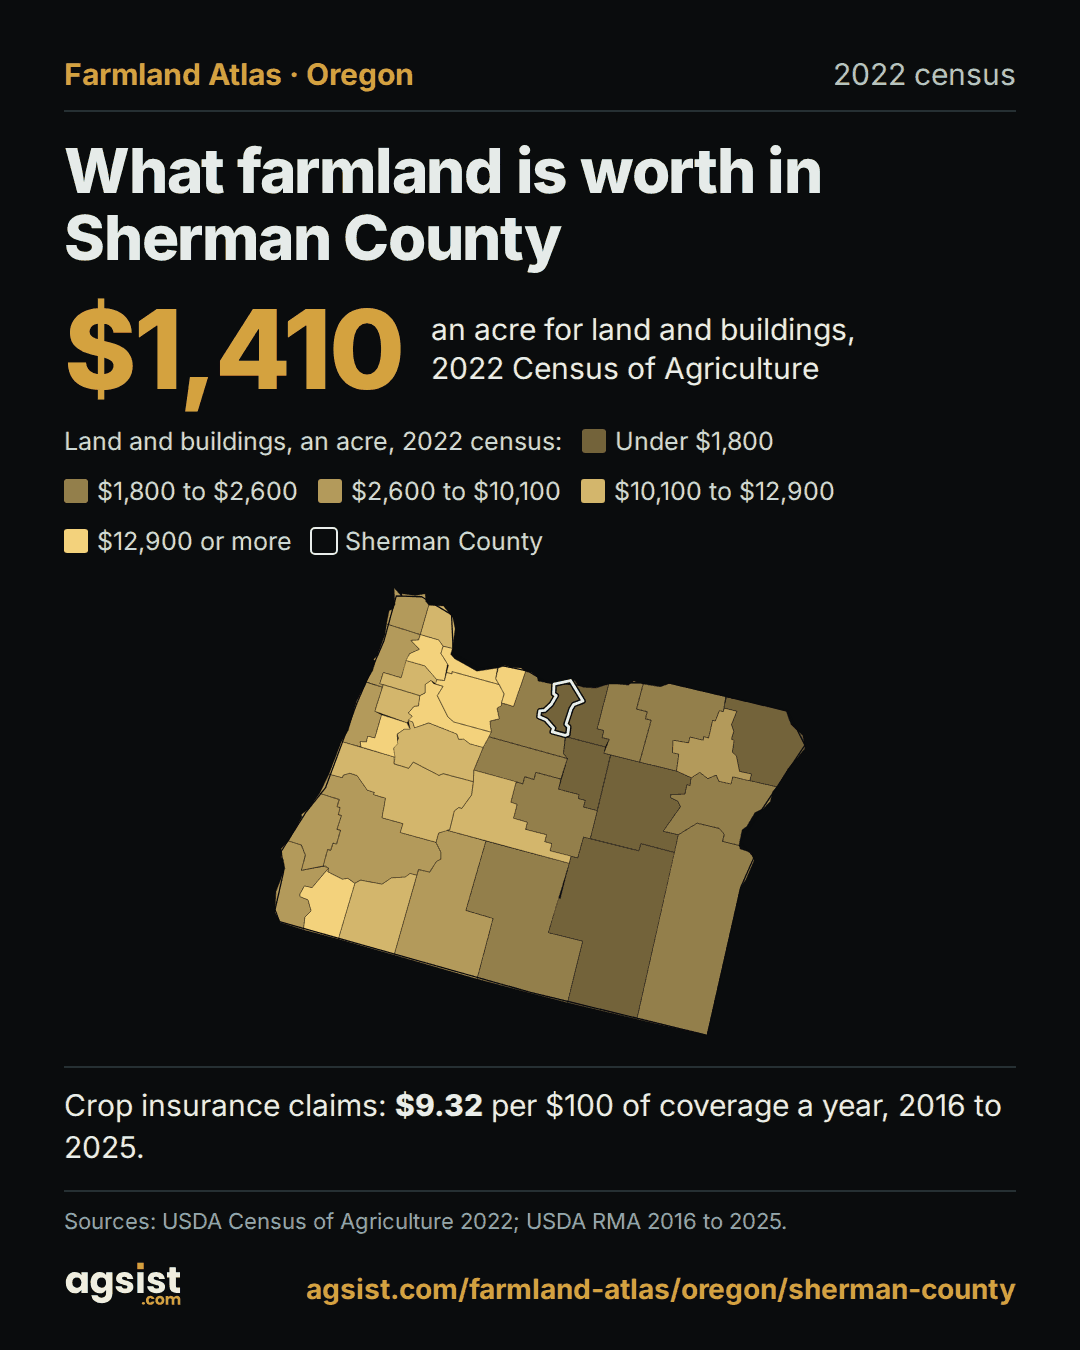 Farmland Atlas · Oregon
2022 census
What farmland is worth in
Sherman County
$1,410
an acre for land and buildings,
2022 Census of Agriculture
Land and buildings, an acre, 2022 census: Under $1,800
$1,800 to $2,600 $2,600 to $10,100 $10,100 to $12,900
$12,900 or more Sherman County
Crop insurance claims: $9.32 per $100 of coverage a year, 2016 to
2025.
Sources: USDA Census of Agriculture 2022; USDA RMA 2016 to 2025.
agsist
.com
agsist.com/farmland-atlas/oregon/sherman-county